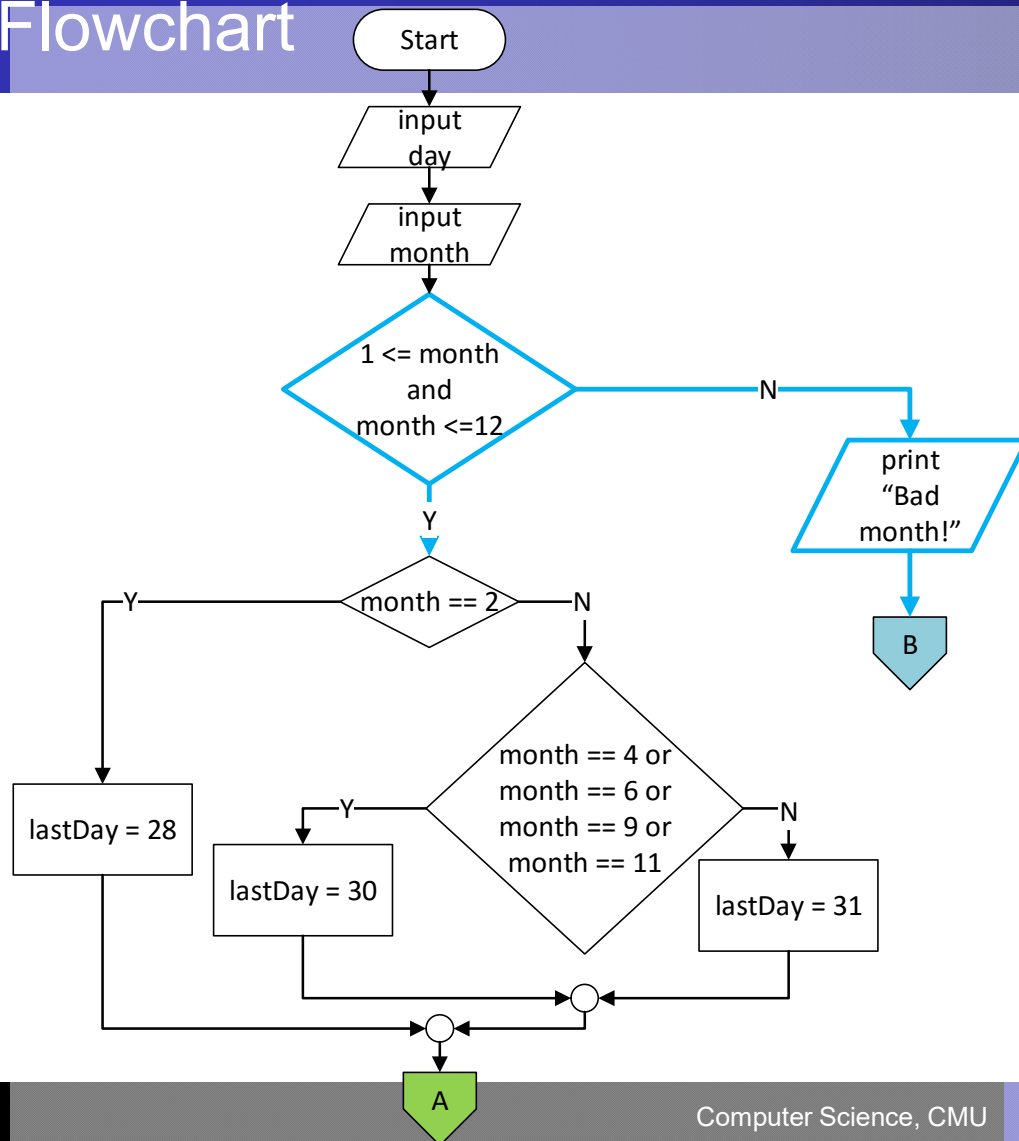 Flowchart
Start
input
day
input
month
1 <= month
and
month <=12
N
print
“Bad
month!”
Y
B
month == 2
Y
N
month == 4 or
month == 6 or
month == 9 or
month == 11
Y
N
lastDay = 28
lastDay = 30
lastDay = 31
A
Computer Science, CMU